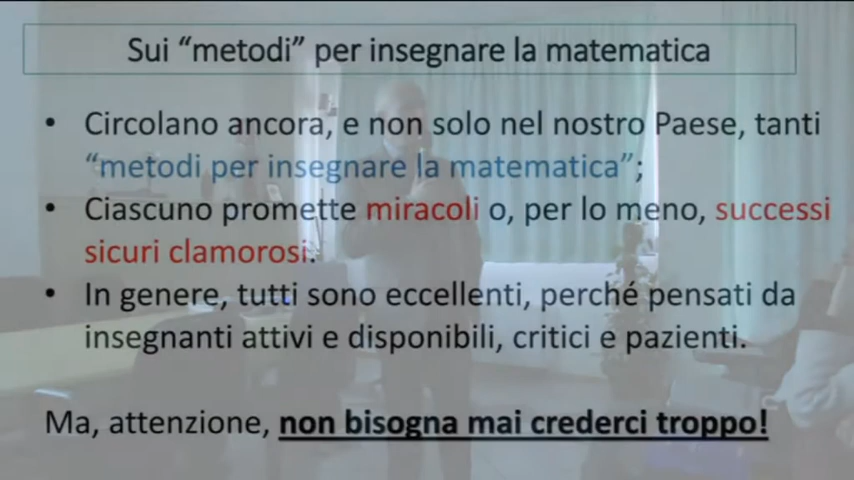 Sui “metodi” per insegnare la matematica
• Circolano ancora, e non solo nel nostro Paese, tanti
“metodi per insegnare la matematica”;
• Ciascuno promette miracoli o, per lo meno, successi
sicuri clamorosi.
• In genere, tutti sono eccellenti, perché pensati da
insegnanti attivi e disponibili, critici e pazienti.
Ma, attenzione, non bisogna mai crederci troppo!